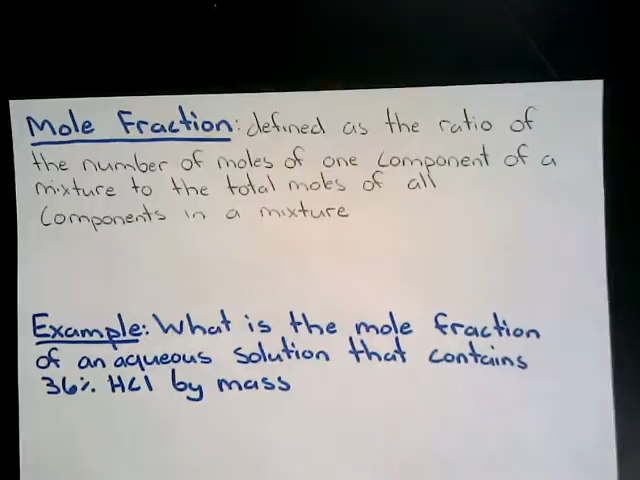 Mole Fraction: defined as the ratio of
the number of moles of one component of a
mixture to the total moles of all
components in a mixture
Example: What is the mole fraction
of an aqueous solution that contains
36% HCl by mass